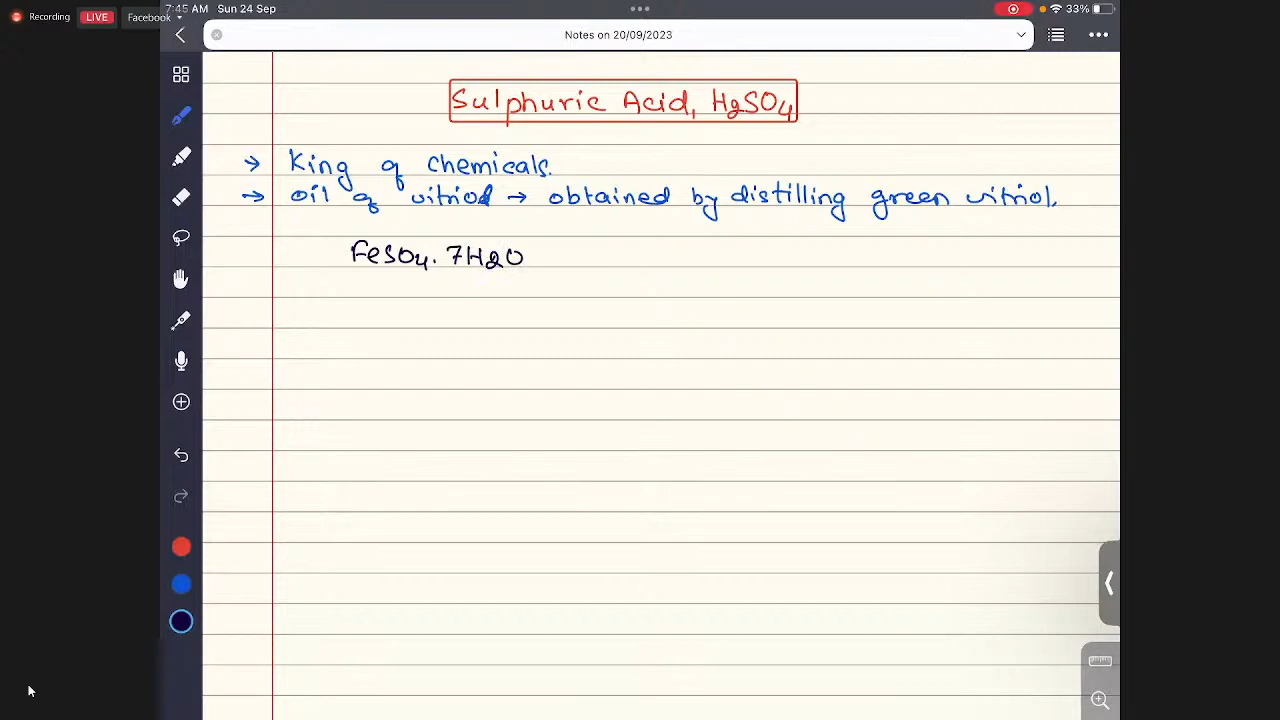 Recording LIVE Facebook
7:45 AM Sun 24 Sep
33%
Notes on 20/09/2023
Sulphuric Acid, H2SO4
→ King of chemicals.
→ oil of vitriol → obtained by distilling green vitriol.
FeSO4. 7H2O